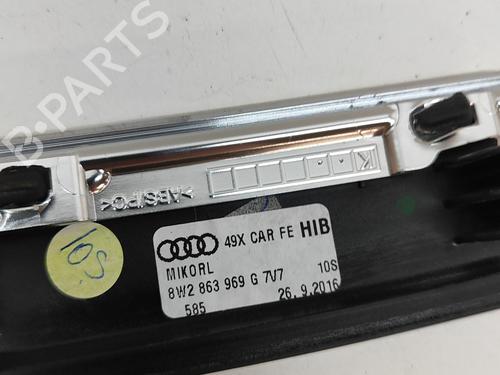 B-PARTS
>ABS/PC<
K
10S.
49X CAR FE HIB
MIKORL
8W2 863 969 G 7V7 10S
585 26.9.2016